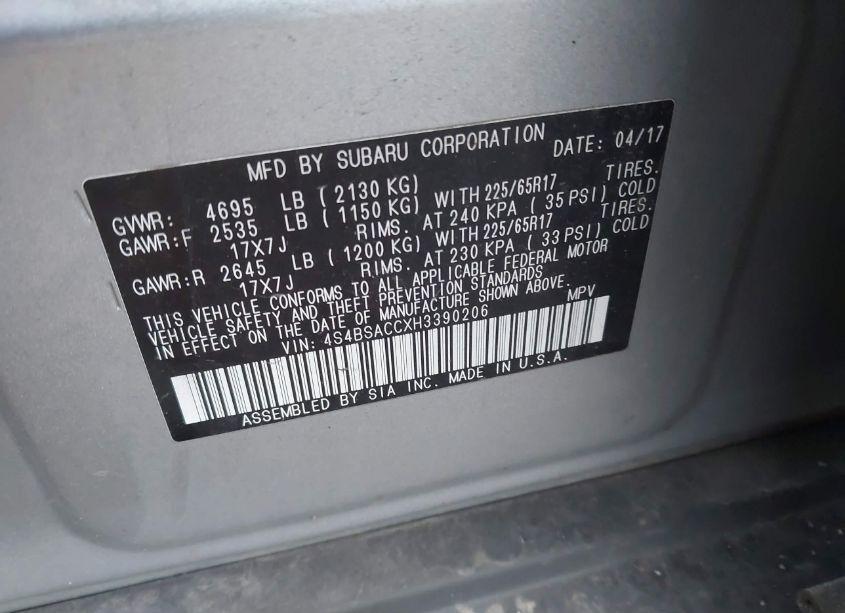 MFD BY SUBARU CORPORATION DATE: 04/17
GVWR: 4695 LB ( 2130 KG)
GAWR:F 2535 LB ( 1150 KG) WITH 225/65R17 TIRES.
17X7J RIMS. AT 240 KPA ( 35 PSI) COLD
GAWR:R 2645 LB ( 1200 KG) WITH 225/65R17 TIRES.
17X7J RIMS. AT 230 KPA ( 33 PSI) COLD
THIS VEHICLE CONFORMS TO ALL APPLICABLE FEDERAL MOTOR
VEHICLE SAFETY AND THEFT PREVENTION STANDARDS
IN EFFECT ON THE DATE OF MANUFACTURE SHOWN ABOVE.
VIN: 4S4BSACCXH3390206 MPV
ASSEMBLED BY SIA INC. MADE IN U.S.A.